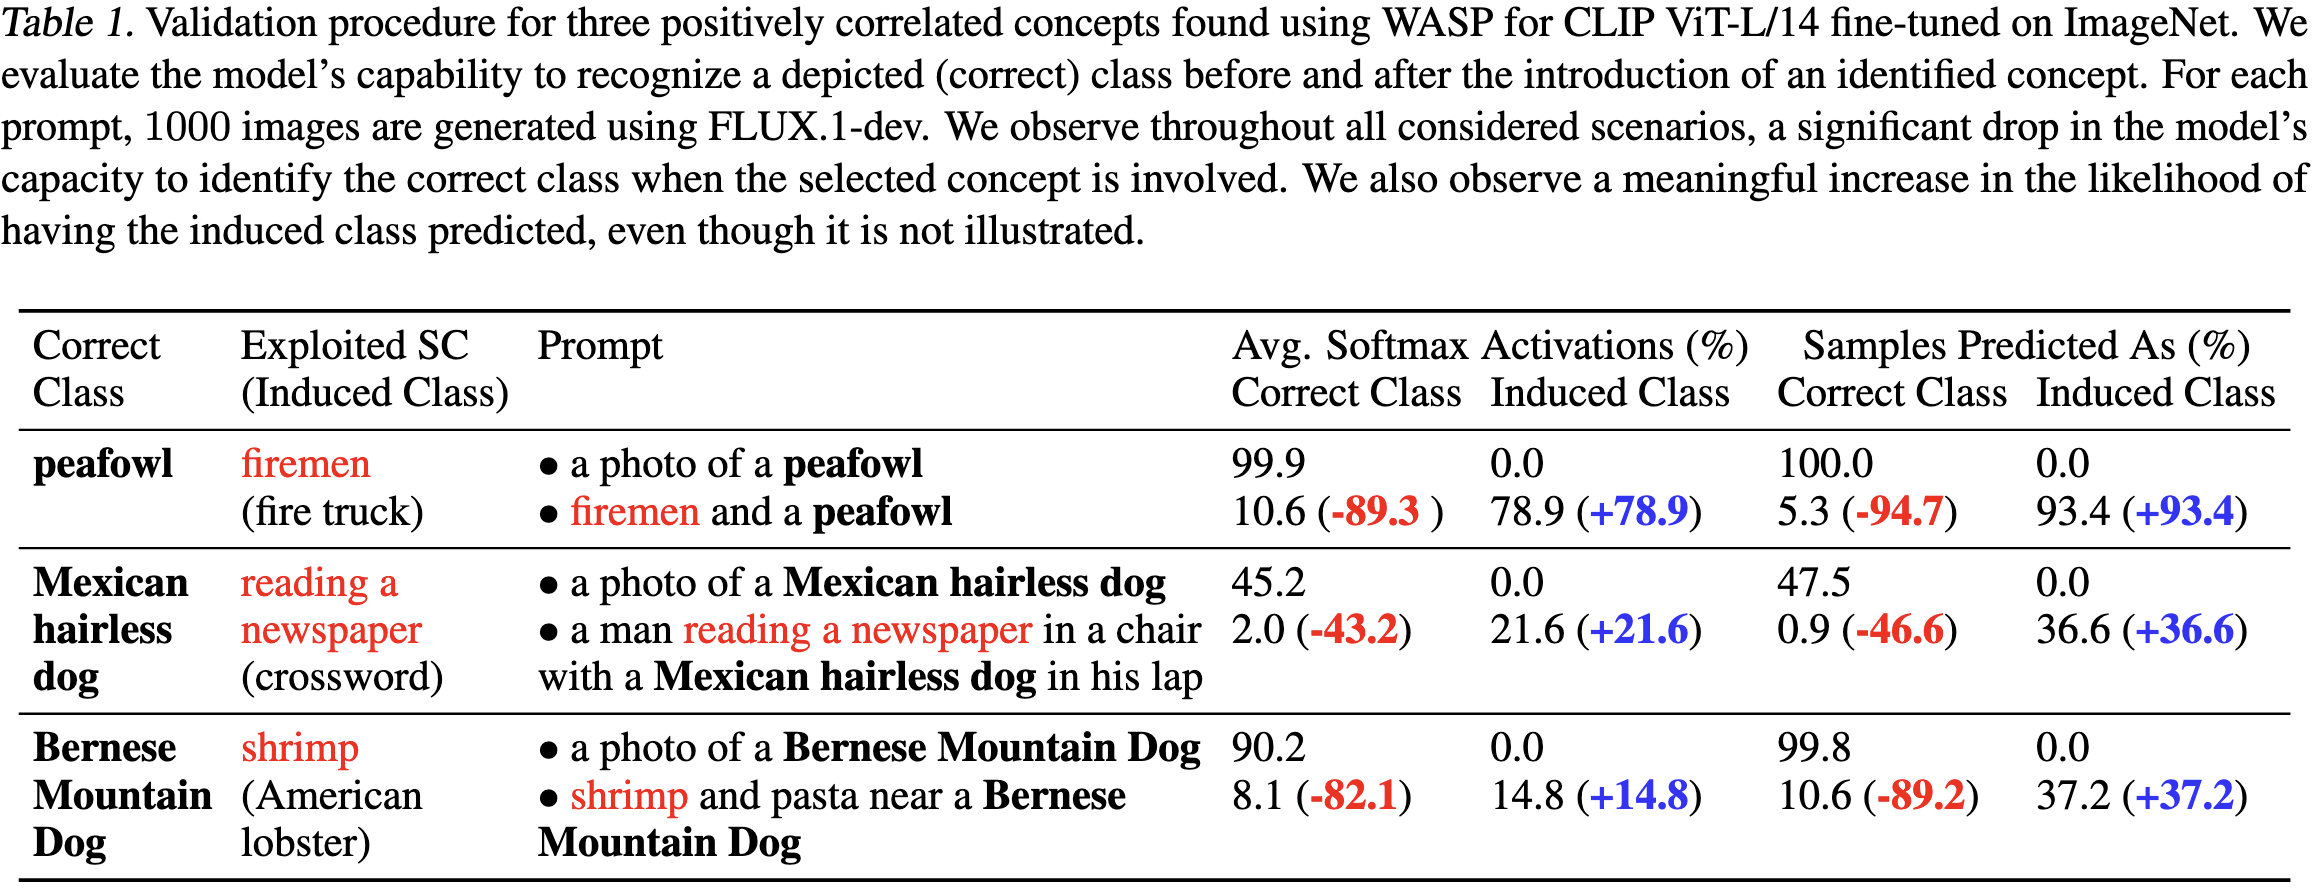 Table 1. Validation procedure for three positively correlated concepts found using WASP for CLIP ViT-L/14 fine-tuned on ImageNet. We
evaluate the model's capability to recognize a depicted (correct) class before and after the introduction of an identified concept. For each
prompt, 1000 images are generated using FLUX.1-dev. We observe throughout all considered scenarios, a significant drop in the model's
capacity to identify the correct class when the selected concept is involved. We also observe a meaningful increase in the likelihood of
having the induced class predicted, even though it is not illustrated.
Correct Exploited SC Prompt Avg. Softmax Activations (%) Samples Predicted As (%)
Class (Induced Class) Correct Class Induced Class Correct Class Induced Class
peafowl firemen ● a photo of a peafowl 99.9 0.0 100.0 0.0
(fire truck) ● firemen and a peafowl 10.6 (-89.3 ) 78.9 (+78.9) 5.3 (-94.7) 93.4 (+93.4)
Mexican reading a ● a photo of a Mexican hairless dog 45.2 0.0 47.5 0.0
hairless newspaper ● a man reading a newspaper in a chair 2.0 (-43.2) 21.6 (+21.6) 0.9 (-46.6) 36.6 (+36.6)
dog (crossword) with a Mexican hairless dog in his lap
Bernese shrimp ● a photo of a Bernese Mountain Dog 90.2 0.0 99.8 0.0
Mountain (American ● shrimp and pasta near a Bernese 8.1 (-82.1) 14.8 (+14.8) 10.6 (-89.2) 37.2 (+37.2)
Dog lobster) Mountain Dog